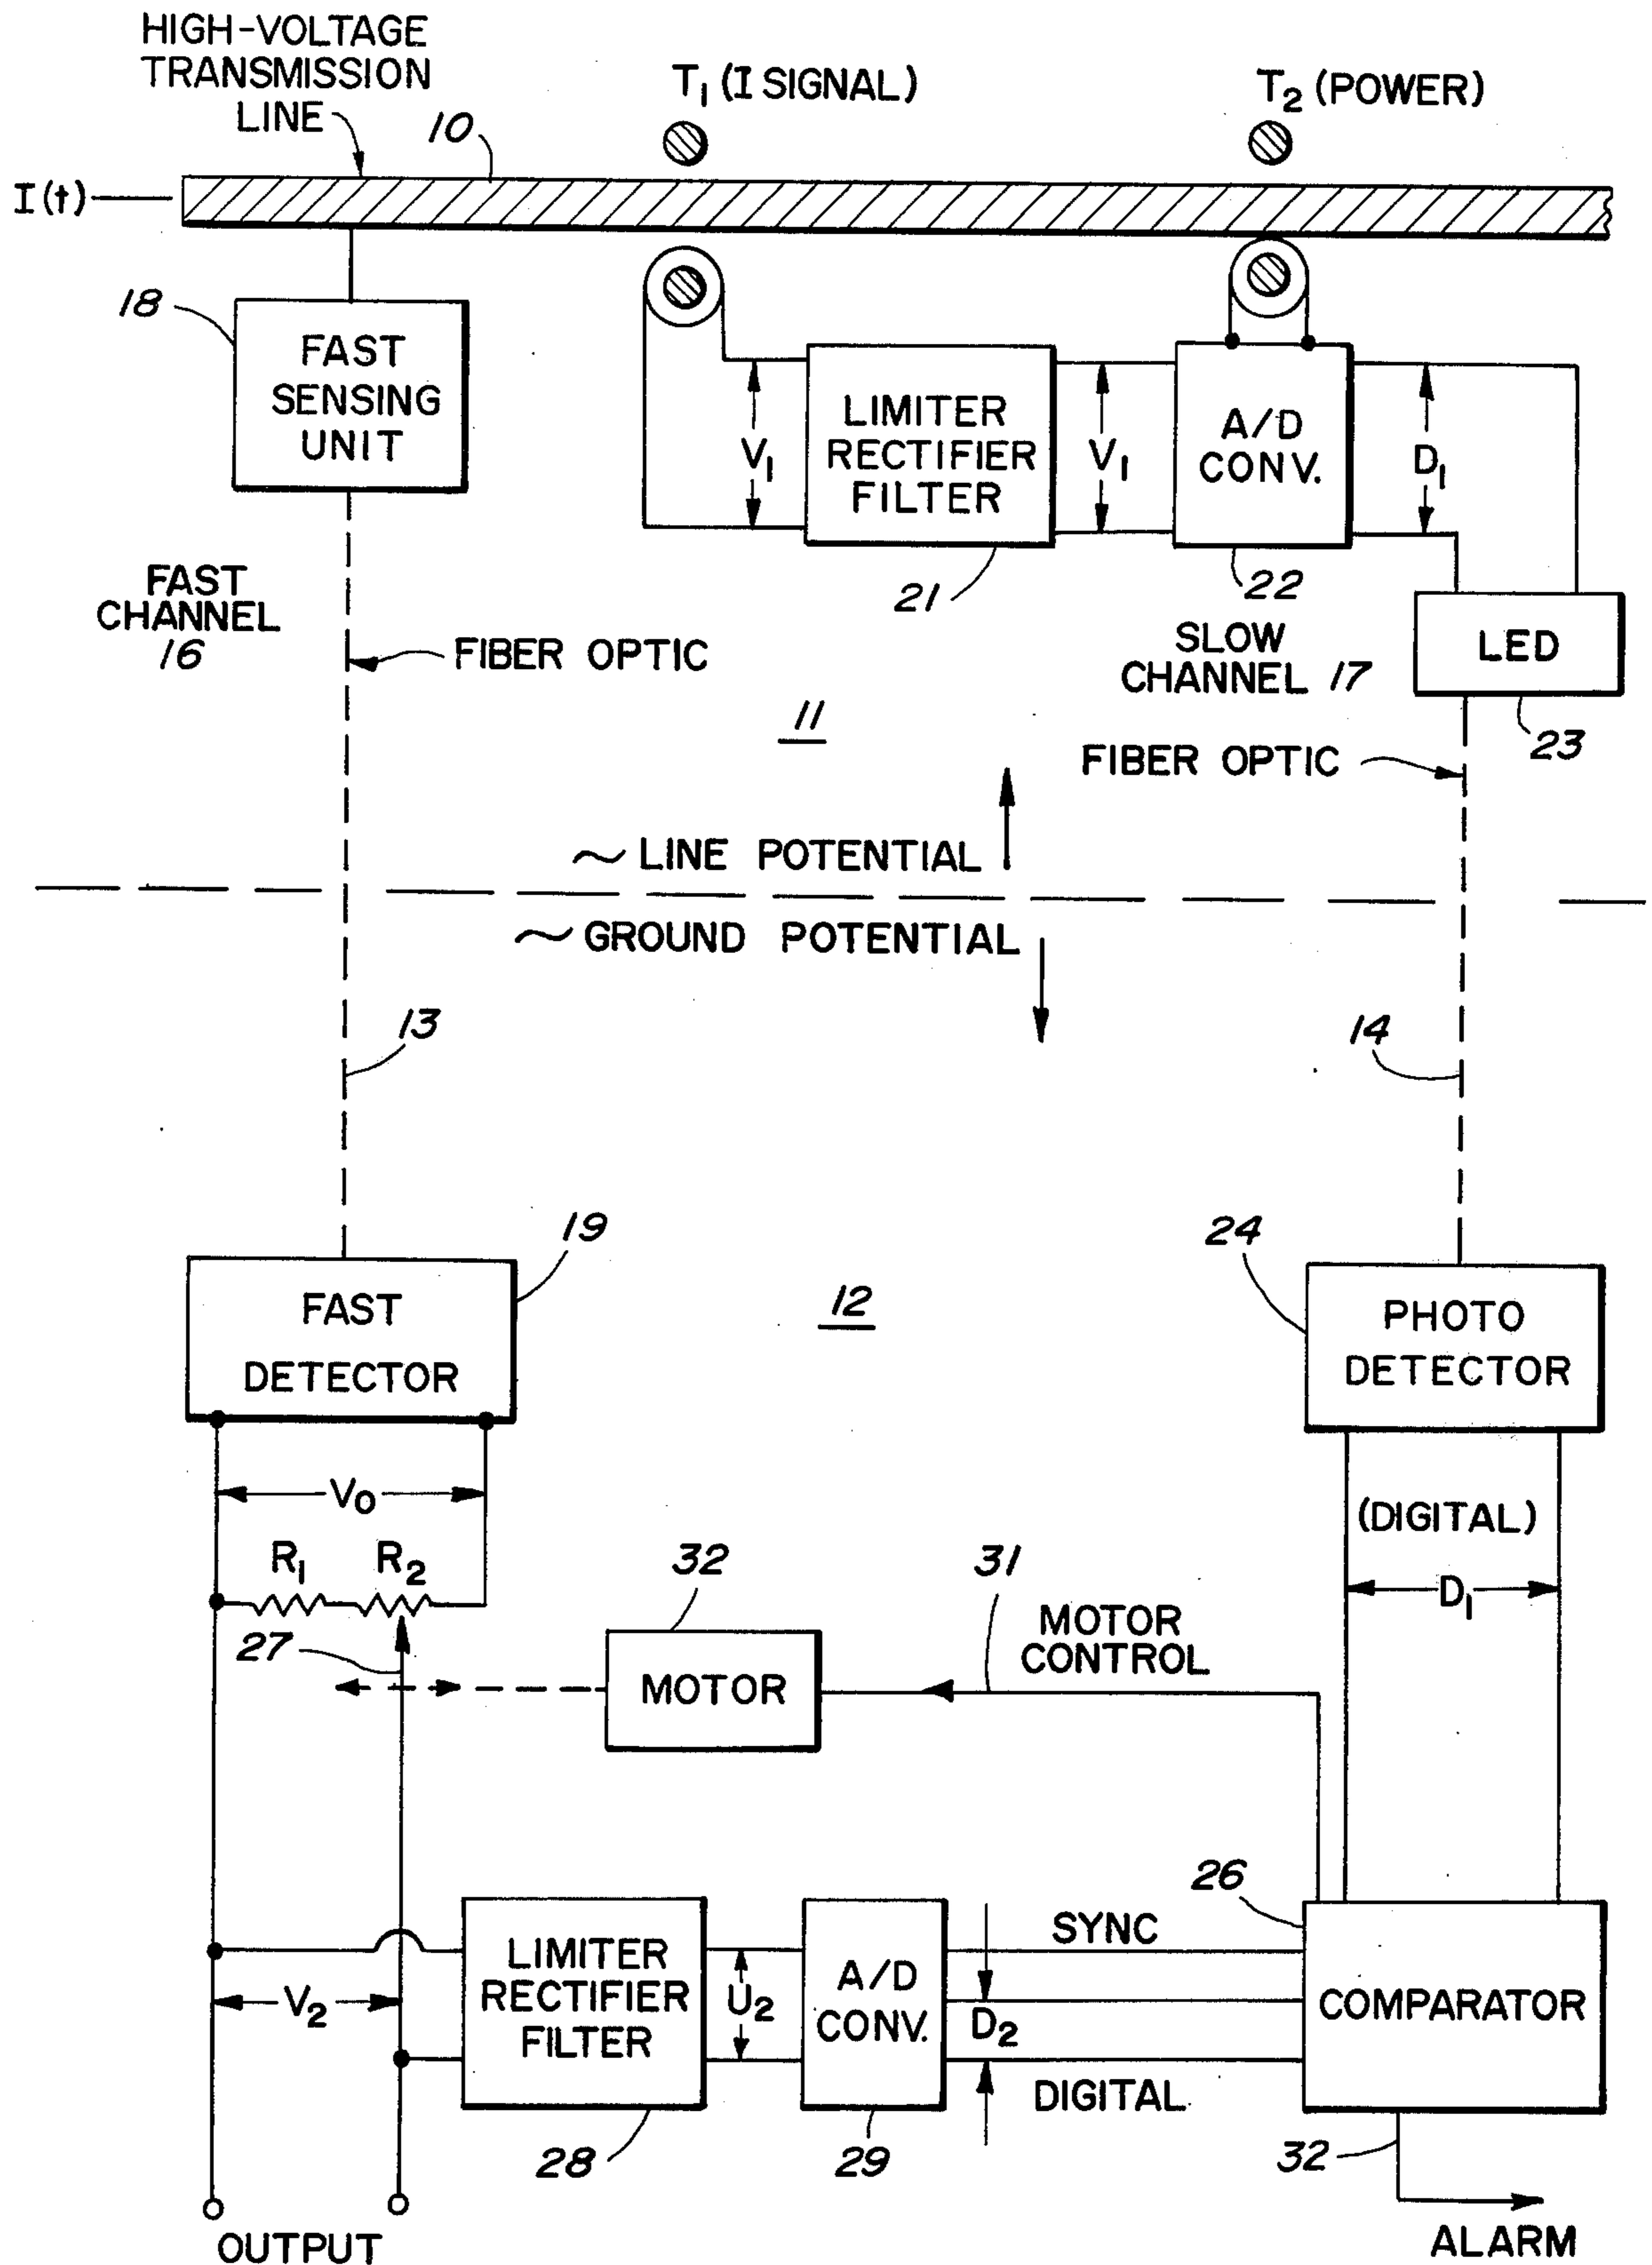 HIGH-VOLTAGE
TRANSMISSION
LINE
10
T1 (I SIGNAL)
T2 (POWER)
I(t)
18
FAST
SENSING
UNIT
V1
LIMITER
RECTIFIER
FILTER
V1
A/D
CONV.
D1
21
22
FAST
CHANNEL
16
FIBER OPTIC
SLOW
CHANNEL 17
LED
23
11
FIBER OPTIC
~ LINE POTENTIAL
~ GROUND POTENTIAL
13
14
19
24
FAST
DETECTOR
12
PHOTO
DETECTOR
V0
(DIGITAL)
R1
R2
32
31
D1
27
MOTOR
MOTOR
CONTROL
26
LIMITER
RECTIFIER
FILTER
U2
A/D
CONV.
SYNC
D2
DIGITAL
COMPARATOR
V2
28
29
32
OUTPUT
ALARM